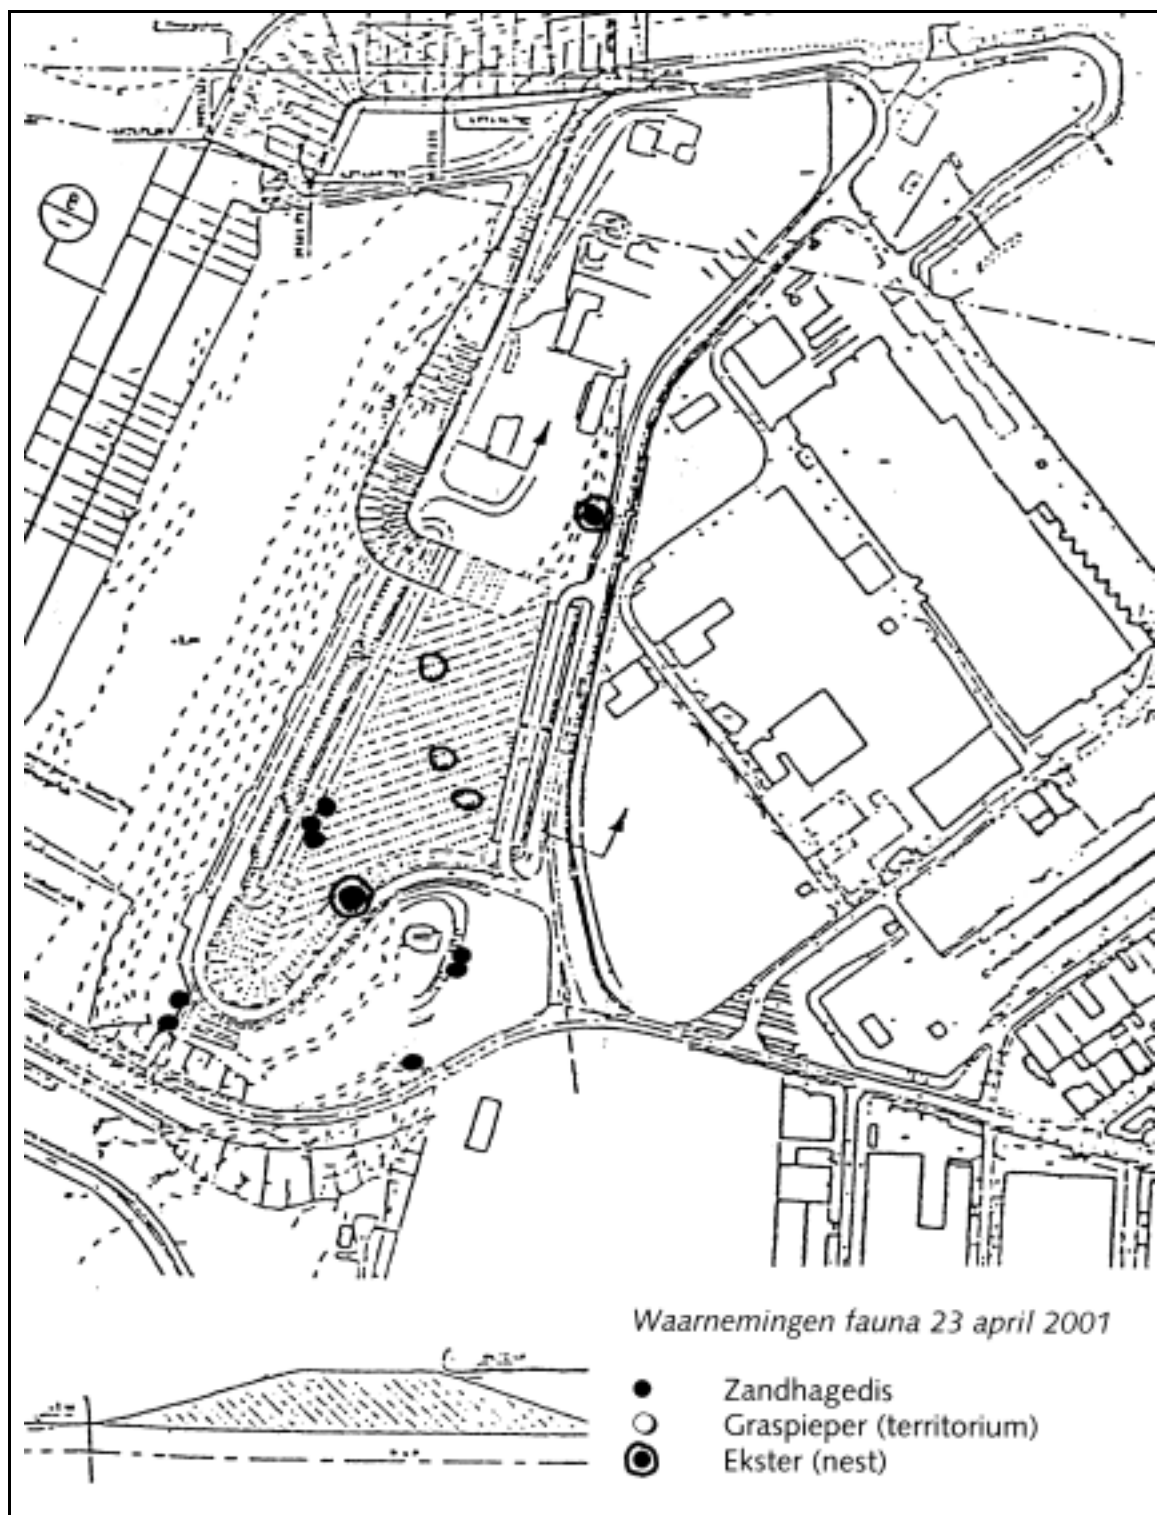 Waarnemingen fauna 23 april 2001
Zandhagedis
Graspieper (territorium)
Ekster (nest)